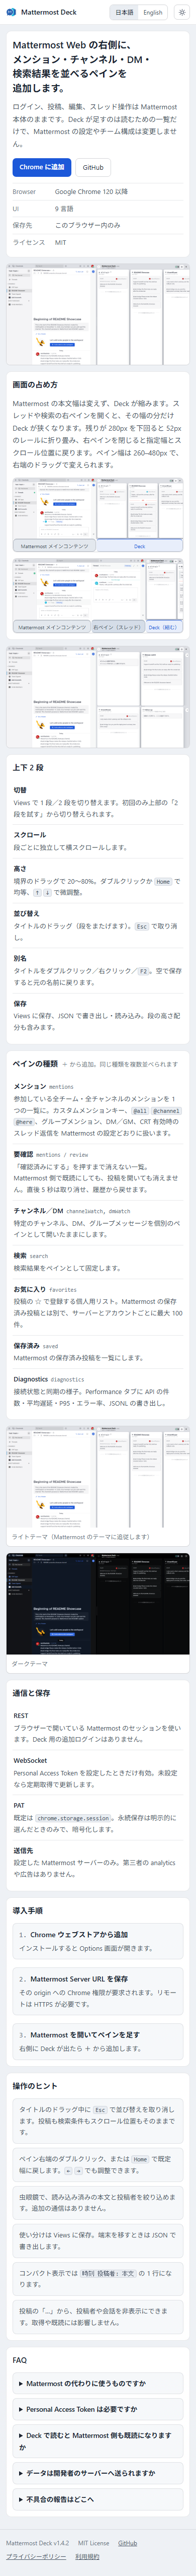 Mattermost Deck
日本語 English
Mattermost Web の右側に、
メンション・チャンネル・DM・
検索結果を並べるペインを
追加します。
ログイン、投稿、編集、スレッド操作は Mattermost
本体のままです。Deck が足すのは読むための一覧だ
けで、Mattermost の設定やチーム構成は変更しませ
ん。
Chrome に追加 GitHub
Browser Google Chrome 120 以降
UI 9 言語
保存先 このブラウザー内のみ
ライセンス MIT
画面の占め方
Mattermost の本文幅は変えず、Deck が縮みます。ス
レッドや検索の右ペインを開くと、その幅の分だけ
Deck が狭くなります。残りが 280px を下回ると 52px
のレールに折り畳み、右ペインを閉じると指定幅とス
クロール位置に戻ります。ペイン幅は 260–480px で、
右端のドラッグで変えられます。
Mattermost メインコンテンツ Deck
Mattermost メインコンテンツ 右ペイン（スレッド） Deck（縮む）
上下 2 段
切替
Views で 1 段／2 段を切り替えます。初回のみ上部の「2
段を試す」から切り替えられます。
スクロール
段ごとに独立して横スクロールします。
高さ
境界のドラッグで 20〜80%。ダブルクリックか Home で
均等、↑ ↓ で微調整。
並び替え
タイトルのドラッグ（段をまたげます）。Esc で取り消
し。
別名
タイトルをダブルクリック／右クリック／F2。空で保存
すると元の名前に戻ります。
保存
Views に保存、JSON で書き出し・読み込み。段の高さ配
分も含みます。
ペインの種類 ＋ から追加。同じ種類を複数並べられます
メンション mentions
参加している全チーム・全チャンネルのメンションを 1
つの一覧に。カスタムメンションキー、@all @channel
@here、グループメンション、DM／GM、CRT 有効時の
スレッド返信を Mattermost の設定どおりに扱います。
要確認 mentions / review
「確認済みにする」を押すまで消えない一覧。
Mattermost 側で既読にしても、投稿を開いても消えませ
ん。直後 5 秒は取り消せ、履歴から戻せます。
チャンネル／DM channelwatch, dmwatch
特定のチャンネル、DM、グループメッセージを個別のペ
インとして開いたままにします。
検索 search
検索結果をペインとして固定します。
お気に入り favorites
投稿の ☆ で登録する個人用リスト。Mattermost の保存
済み投稿とは別で、サーバーとアカウントごとに最大 100
件。
保存済み saved
Mattermost の保存済み投稿を一覧にします。
Diagnostics diagnostics
接続状態と同期の様子。Performance タブに API の件
数・平均遅延・P95・エラー率、JSONL の書き出し。
ライトテーマ（Mattermost のテーマに追従します）
ダークテーマ
通信と保存
REST
ブラウザーで開いている Mattermost のセッションを使い
ます。Deck 用の追加ログインはありません。
WebSocket
Personal Access Token を設定したときだけ有効。未設定
なら定期取得で更新します。
PAT
既定は chrome.storage.session。永続保存は明示的に
選んだときのみで、暗号化します。
送信先
設定した Mattermost サーバーのみ。第三者の analytics
や広告はありません。
導入手順
1. Chrome ウェブストアから追加
インストールすると Options 画面が開きます。
2. Mattermost Server URL を保存
その origin への Chrome 権限が要求されます。リモー
トは HTTPS が必要です。
3. Mattermost を開いてペインを足す
右側に Deck が出たら ＋ から追加します。
操作のヒント
タイトルのドラッグ中に Esc で並び替えを取り消し
ます。投稿も検索条件もスクロール位置もそのままで
す。
ペイン右端のダブルクリック、または Home で既定
幅に戻します。← → でも調整できます。
虫眼鏡で、読み込み済みの本文と投稿者を絞り込めま
す。追加の通信はありません。
使い分けは Views に保存。端末を移すときは JSON で
書き出します。
コンパクト表示では 時刻 投稿者: 本文 の 1 行にな
ります。
投稿の「…」から、投稿者や会話を非表示にできま
す。取得や既読には影響しません。
FAQ
▶ Mattermost の代わりに使うものですか
▶ Personal Access Token は必要ですか
▶ Deck で読むと Mattermost 側も既読になります
か
▶ データは開発者のサーバーへ送られますか
▶ 不具合の報告はどこへ
Mattermost Deck v1.4.2 MIT License GitHub
プライバシーポリシー 利用規約